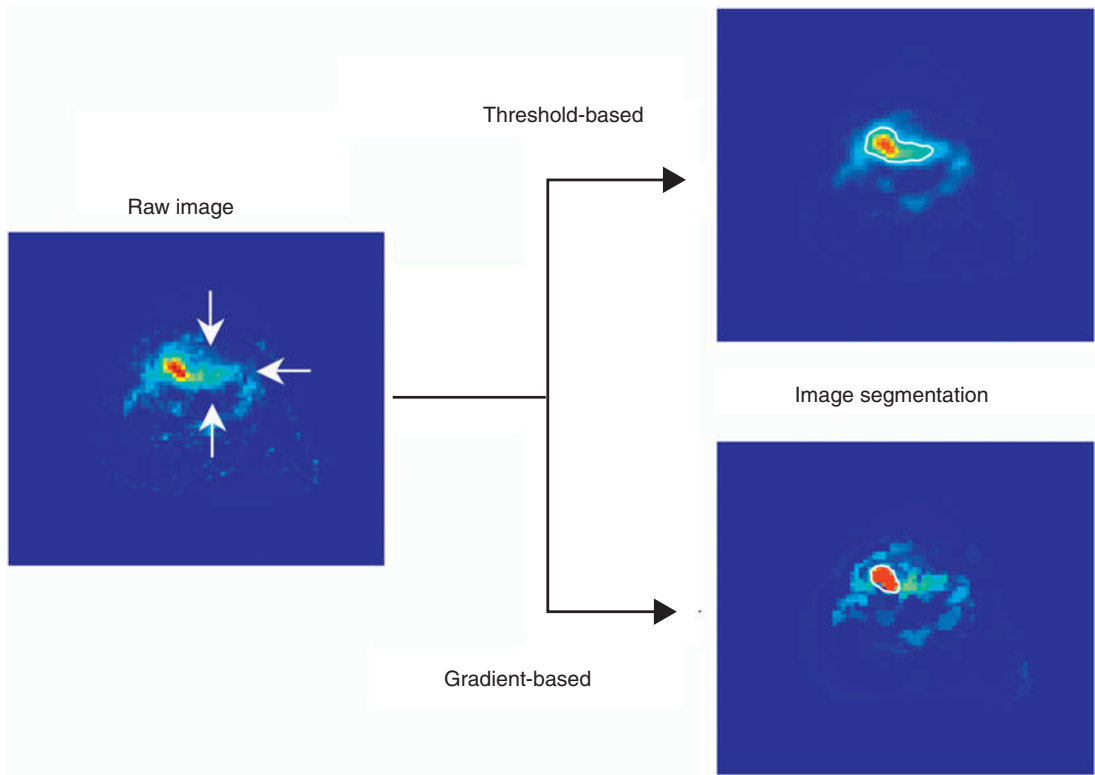 Threshold-based
Raw image
Image segmentation
Gradient-based